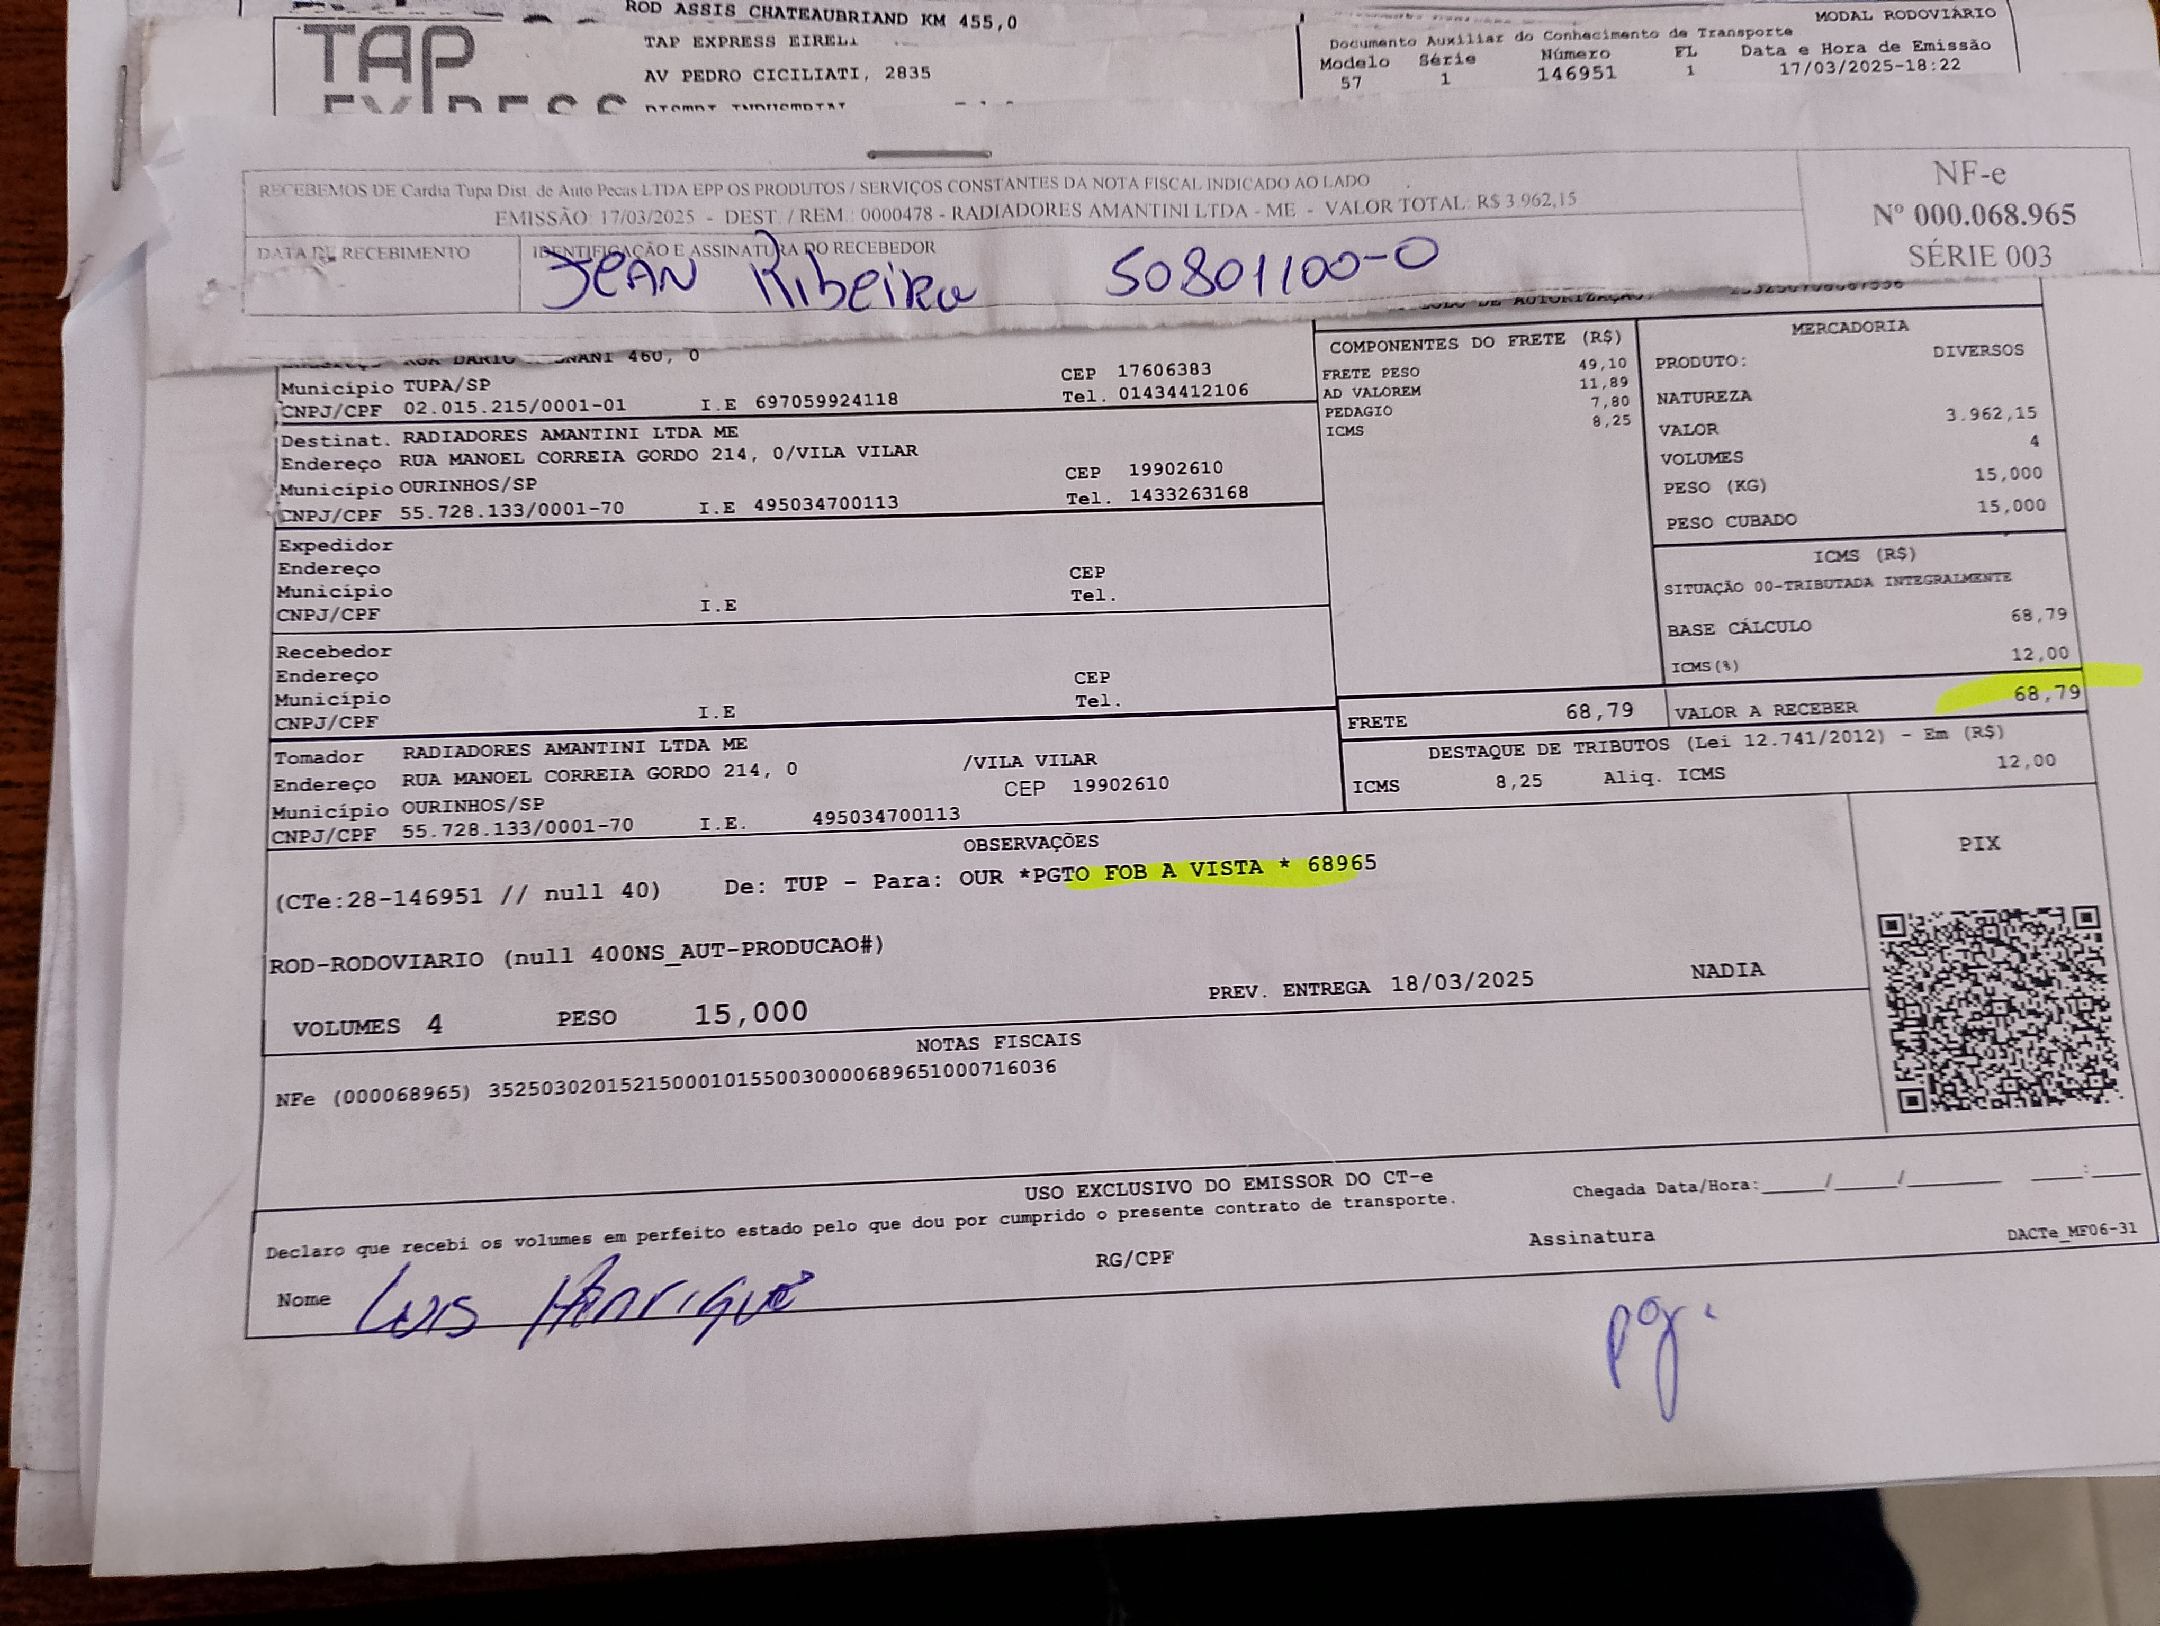 ROD ASSIS CHATEAUBRIAND KM 455,0
TAP EXPRESS
TAP EXPRESS EIRELI
AV PEDRO CICILIATI, 2835
MODAL RODOVIÁRIO
Documento Auxiliar do Conhecimento de Transporte
Modelo Série Número FL Data e Hora de Emissão
57 1 146951 1 17/03/2025-18:22
RECEBEMOS DE Cardia Tupa Dist. de Auto Pecas LTDA EPP OS PRODUTOS / SERVIÇOS CONSTANTES DA NOTA FISCAL INDICADO AO LADO
EMISSÃO: 17/03/2025 - DEST. / REM.: 0000478 - RADIADORES AMANTINI LTDA - ME - VALOR TOTAL: R$ 3.962,15
NF-e
Nº 000.068.965
SÉRIE 003
DATA DE RECEBIMENTO
IDENTIFICAÇÃO E ASSINATURA DO RECEBEDOR
Jean Ribeiro 50801100-0
460, 0
Município TUPA/SP CEP 17606383
CNPJ/CPF 02.015.215/0001-01 I.E 697059924118 Tel. 01434412106
Destinat. RADIADORES AMANTINI LTDA ME
Endereço RUA MANOEL CORREIA GORDO 214, 0/VILA VILAR
Município OURINHOS/SP CEP 19902610
CNPJ/CPF 55.728.133/0001-70 I.E 495034700113 Tel. 1433263168
Expedidor
Endereço
Município CEP
CNPJ/CPF I.E Tel.
Recebedor
Endereço
Município CEP
CNPJ/CPF I.E Tel.
Tomador RADIADORES AMANTINI LTDA ME
Endereço RUA MANOEL CORREIA GORDO 214, 0 /VILA VILAR
Município OURINHOS/SP CEP 19902610
CNPJ/CPF 55.728.133/0001-70 I.E. 495034700113
COMPONENTES DO FRETE (R$)
FRETE PESO 49,10
AD VALOREM 11,89
PEDAGIO 7,80
ICMS 8,25
MERCADORIA
PRODUTO: DIVERSOS
NATUREZA
VALOR 3.962,15
VOLUMES 4
PESO (KG) 15,000
PESO CUBADO 15,000
ICMS (R$)
SITUAÇÃO 00-TRIBUTADA INTEGRALMENTE
BASE CÁLCULO 68,79
ICMS(%) 12,00
FRETE 68,79 VALOR A RECEBER 68,79
DESTAQUE DE TRIBUTOS (Lei 12.741/2012) - Em (R$)
ICMS 8,25 Aliq. ICMS 12,00
OBSERVAÇÕES
(CTe:28-146951 // null 40) De: TUP - Para: OUR *PGTO FOB A VISTA * 68965
ROD-RODOVIARIO (null 400NS_AUT-PRODUCAO#)
VOLUMES 4 PESO 15,000 PREV. ENTREGA 18/03/2025 NADIA
PIX
NOTAS FISCAIS
NFe (000068965) 35250302015215000101550030000689651000716036
USO EXCLUSIVO DO EMISSOR DO CT-e
Declaro que recebi os volumes em perfeito estado pelo que dou por cumprido o presente contrato de transporte.
Chegada Data/Hora:_____/_____/_______ ____:____
Nome Luis Henrique RG/CPF Assinatura
DACTe_MF06-31
pg.